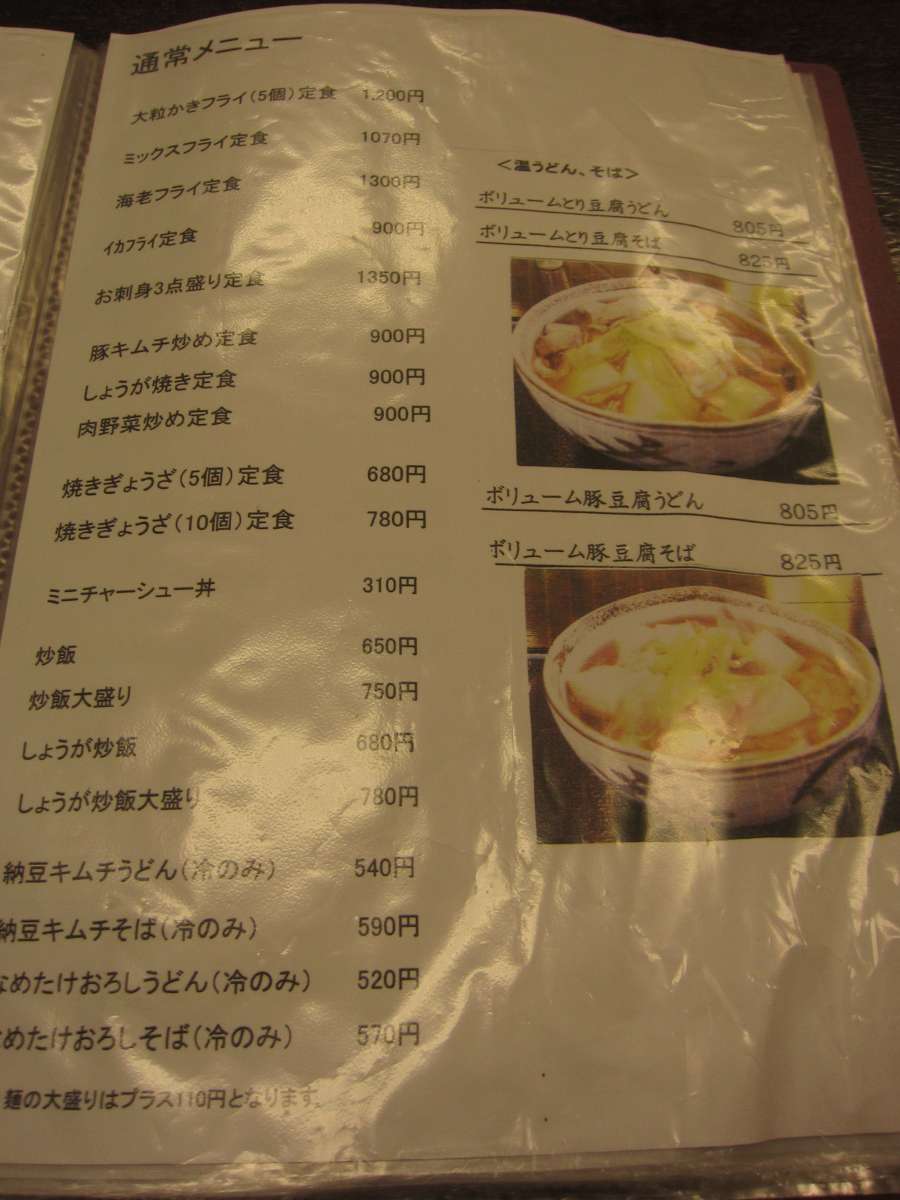 通常メニュー
大粒かきフライ(5個)定食 1.200円
ミックスフライ定食 1070円
海老フライ定食 1300円
イカフライ定食 900円
お刺身3点盛り定食 1350円
豚キムチ炒め定食 900円
しょうが焼き定食 900円
肉野菜炒め定食 900円
焼きぎょうざ(5個)定食 680円
焼きぎょうざ(10個)定食 780円
ミニチャーシュー丼 310円
炒飯 650円
炒飯大盛り 750円
しょうが炒飯 680円
しょうが炒飯大盛り 780円
納豆キムチうどん(冷のみ) 540円
納豆キムチそば(冷のみ) 590円
なめたけおろしうどん(冷のみ) 520円
なめたけおろしそば(冷のみ) 570円
麺の大盛りはプラス110円となります。
<温うどん、そば>
ボリュームとり豆腐うどん 805円
ボリュームとり豆腐そば 825円
ボリューム豚豆腐うどん 805円
ボリューム豚豆腐そば 825円